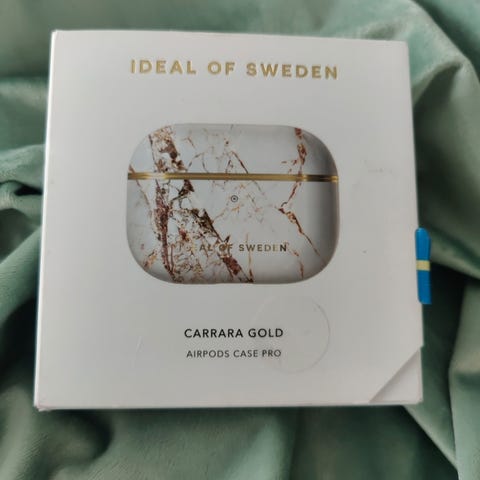 IDEAL OF SWEDEN
IDEAL OF SWEDEN
CARRARA GOLD
AIRPODS CASE PRO